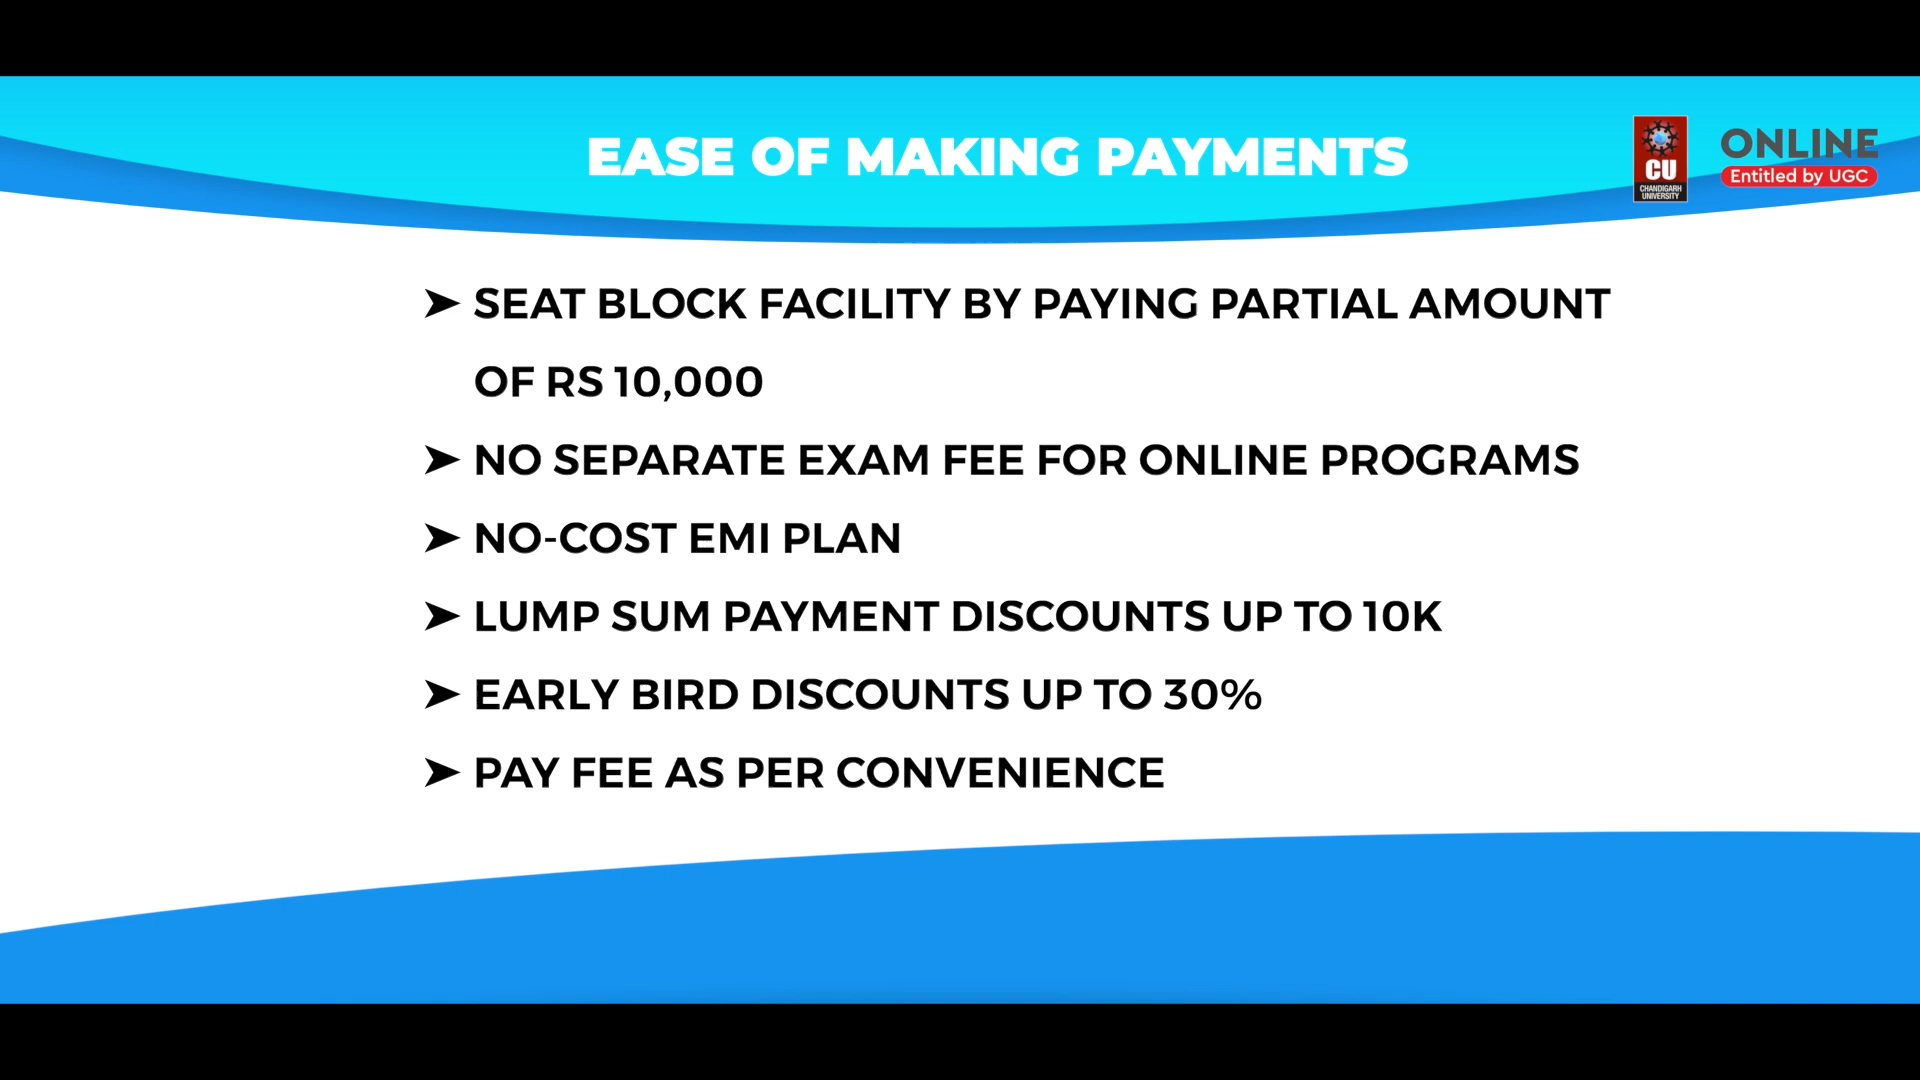 EASE OF MAKING PAYMENTS
CU
CHANDIGARH
UNIVERSITY
ONLINE
Entitled by UGC
➤ SEAT BLOCK FACILITY BY PAYING PARTIAL AMOUNT
OF RS 10,000
➤ NO SEPARATE EXAM FEE FOR ONLINE PROGRAMS
➤ NO-COST EMI PLAN
➤ LUMP SUM PAYMENT DISCOUNTS UP TO 10K
➤ EARLY BIRD DISCOUNTS UP TO 30%
➤ PAY FEE AS PER CONVENIENCE